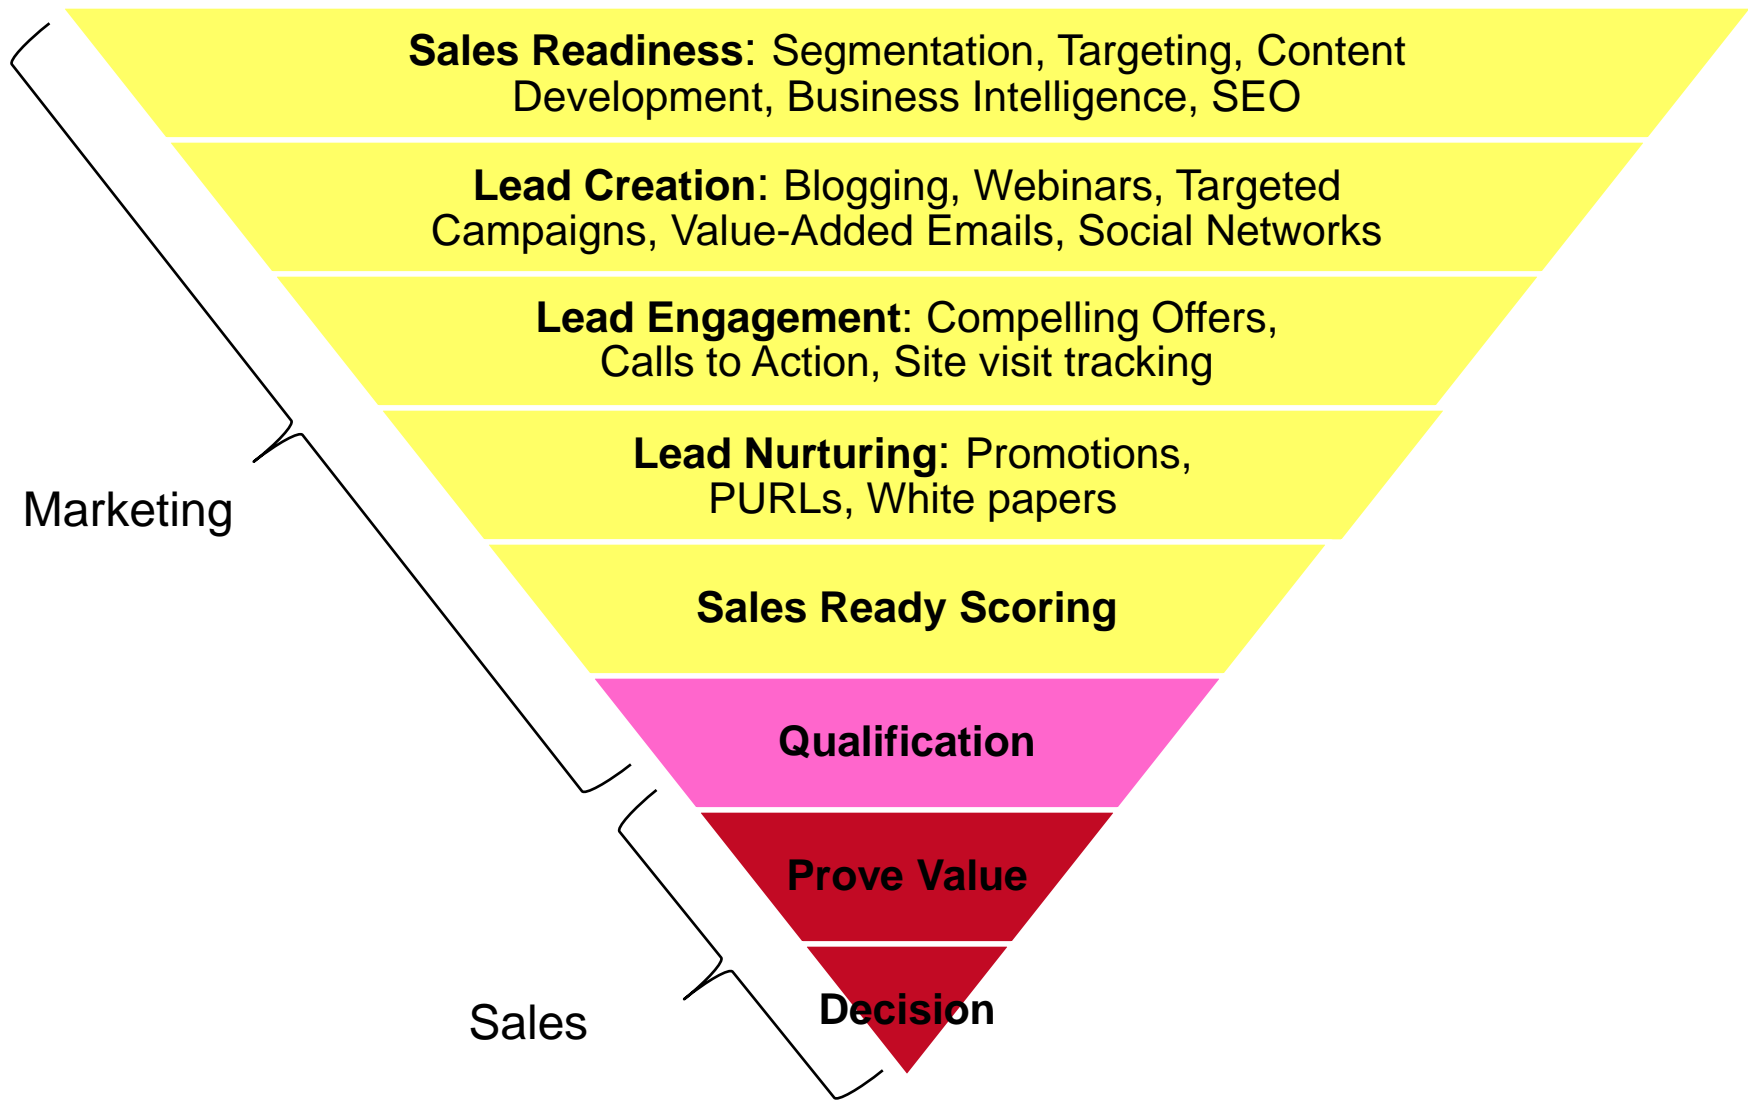 Sales Readiness: Segmentation, Targeting, Content
Development, Business Intelligence, SEO
Lead Creation: Blogging, Webinars, Targeted
Campaigns, Value-Added Emails, Social Networks
Lead Engagement: Compelling Offers,
Calls to Action, Site visit tracking
Lead Nurturing: Promotions,
PURLs, White papers
Marketing
Sales Ready Scoring
Qualification
Prove Value
Decision
Sales